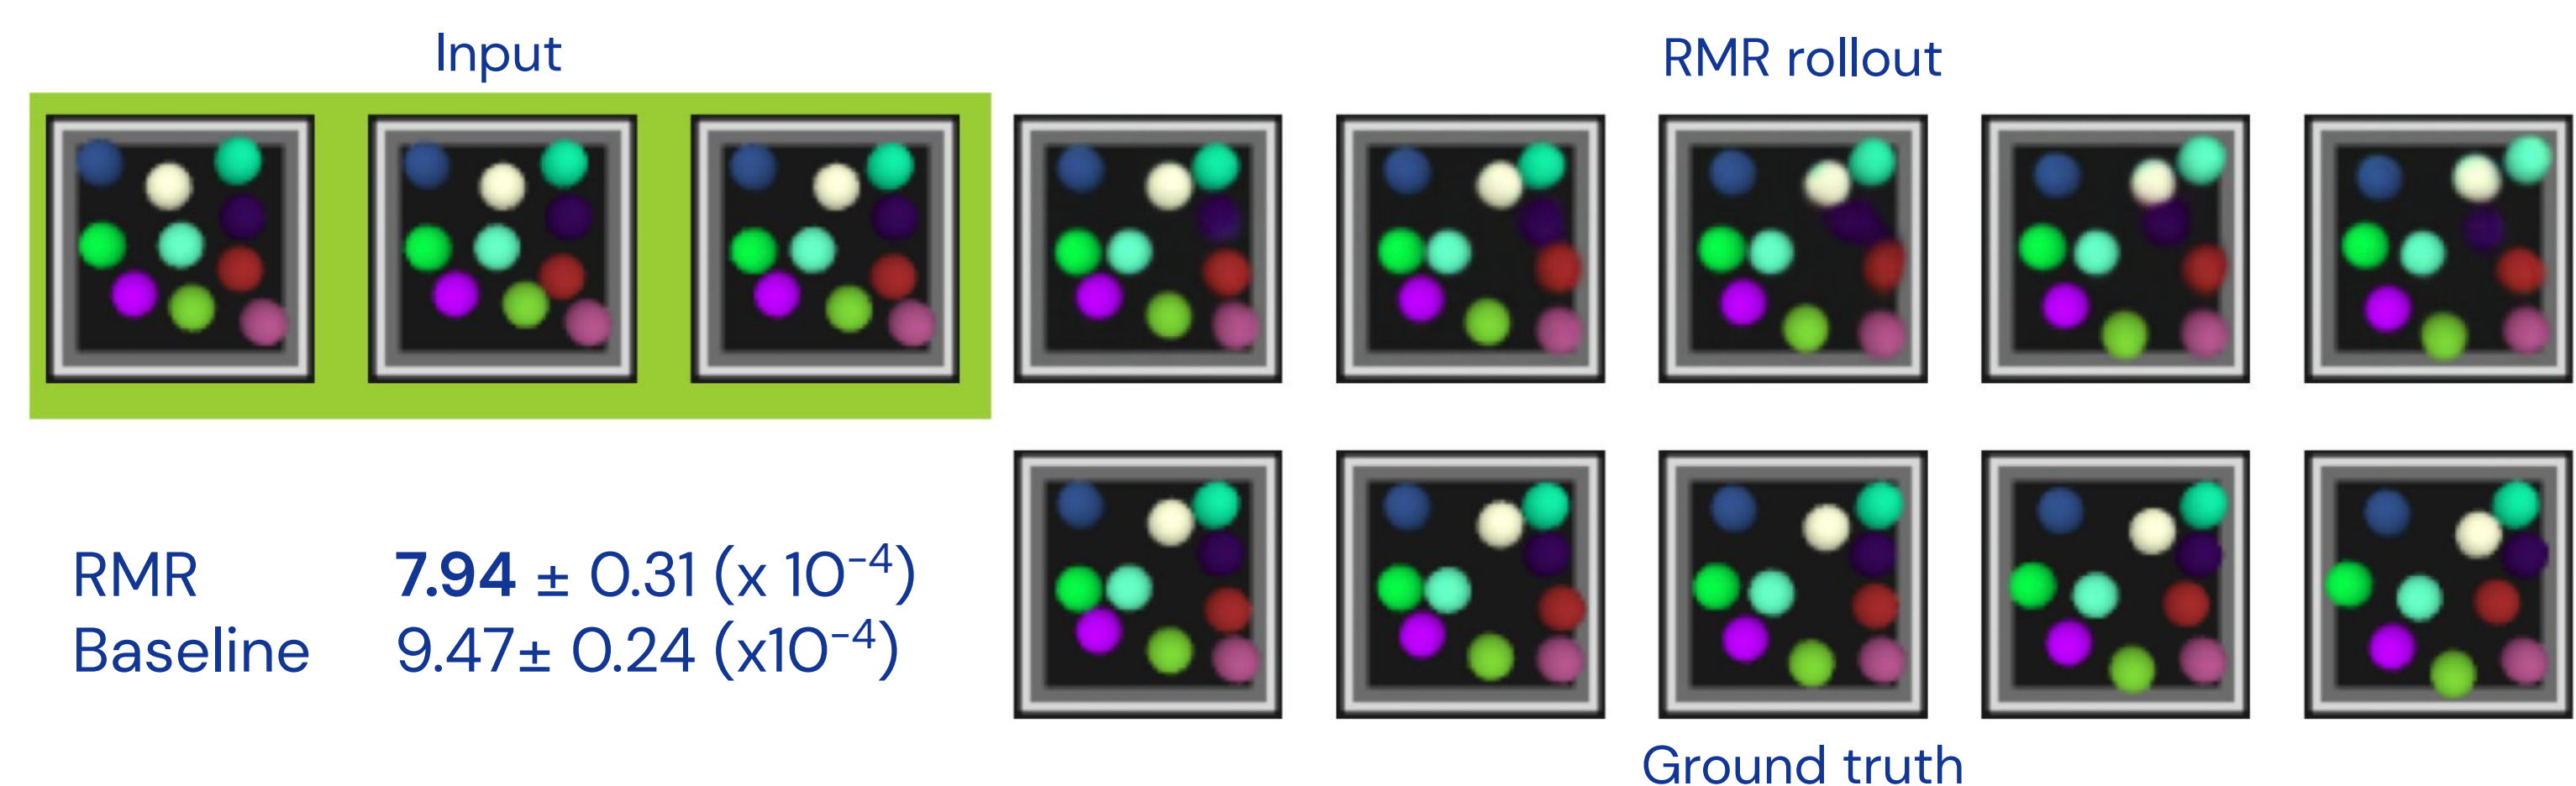 Input
RMR rollout
RMR 7.94 ± 0.31 (x 10⁻⁴)
Baseline 9.47± 0.24 (x10⁻⁴)
Ground truth